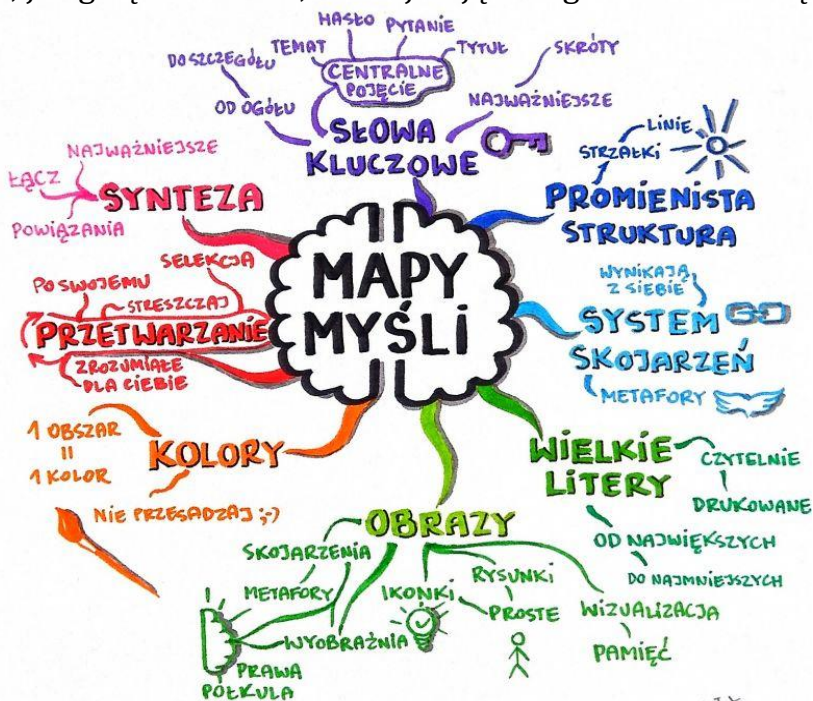 HASŁO
PYTANIE
TEMAT
TYTUŁ
CENTRALNE
POJĘCIE
DO SZCZEGÓŁU
OD OGÓŁU
SKRÓTY
NAJWAŻNIEJSZE
SŁOWA
KLUCZOWE
LINIE
STRZAŁKI
PROMIENISTA
STRUKTURA
NAJWAŻNIEJSZE
ŁĄCZ
POWIĄZANIA
SYNTEZA
MAPY
MYŚLI
SELEKCJA
PO SWOJEMU
STRESZCZAJ
PRZETWARZANIE
ZROZUMIAŁE
DLA CIEBIE
WYNIKAJĄ
Z SIEBIE
SYSTEM
SKOJARZEŃ
METAFORY
1 OBSZAR
=
1 KOLOR
KOLORY
NIE PRZESADZAJ ;-)
WIELKIE
LITERY
CZYTELNIE
DRUKOWANE
OD NAJWIĘKSZYCH
DO NAJMNIEJSZYCH
OBRAZY
SKOJARZENIA
METAFORY
WYOBRAŹNIA
PRAWA
PÓŁKULA
IKONKI
RYSUNKI
PROSTE
WIZUALIZACJA
PAMIĘĆ